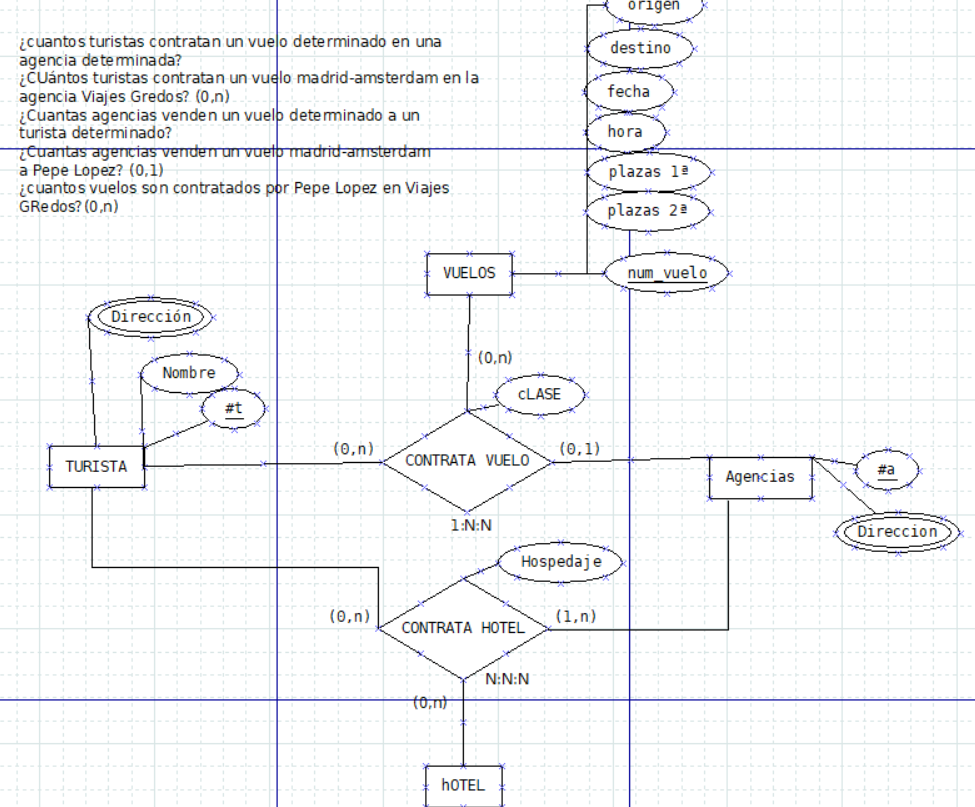 origen
¿cuantos turistas contratan un vuelo determinado en una
agencia determinada?
¿CUántos turistas contratan un vuelo madrid-amsterdam en la
agencia Viajes Gredos? (0,n)
¿Cuantas agencias venden un vuelo determinado a un
turista determinado?
¿Cuantas agencias venden un vuelo madrid-amsterdam
a Pepe Lopez? (0,1)
¿cuantos vuelos son contratados por Pepe Lopez en Viajes
GRedos? (0,n)
destino
fecha
hora
plazas 1ª
plazas 2ª
VUELOS
num_vuelo
Dirección
Nombre
#t
(0,n)
cLASE
TURISTA
(0,n)
CONTRATA VUELO
(0,1)
Agencias
#a
1:N:N
Direccion
Hospedaje
(0,n)
CONTRATA HOTEL
(1,n)
N:N:N
(0,n)
hOTEL